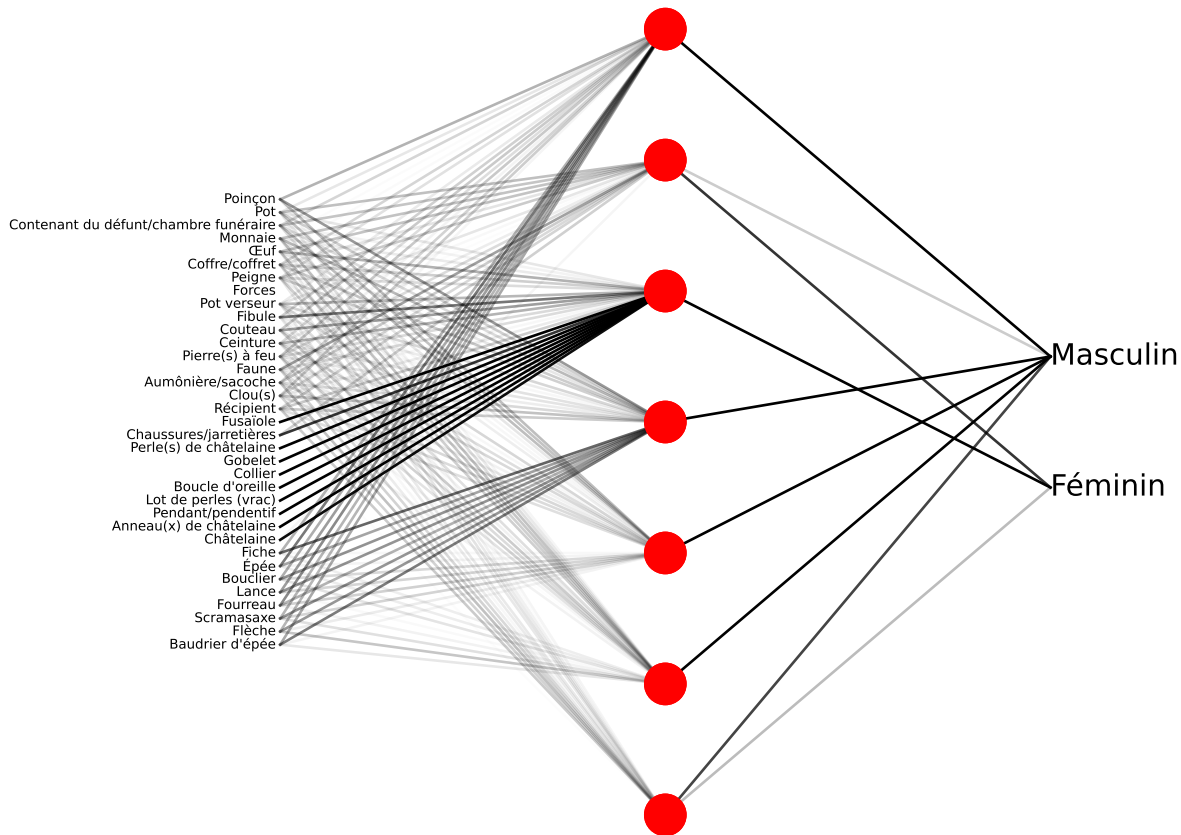 Poinçon
Pot
Contenant du défunt/chambre funéraire
Monnaie
Œuf
Coffre/coffret
Peigne
Forces
Pot verseur
Fibule
Couteau
Ceinture
Pierre(s) à feu
Faune
Aumônière/sacoche
Clou(s)
Récipient
Fusaïole
Chaussures/jarretières
Perle(s) de châtelaine
Gobelet
Collier
Boucle d'oreille
Lot de perles (vrac)
Pendant/pendentif
Anneau(x) de châtelaine
Châtelaine
Fiche
Épée
Bouclier
Lance
Fourreau
Scramasaxe
Flèche
Baudrier d'épée
Masculin
Féminin